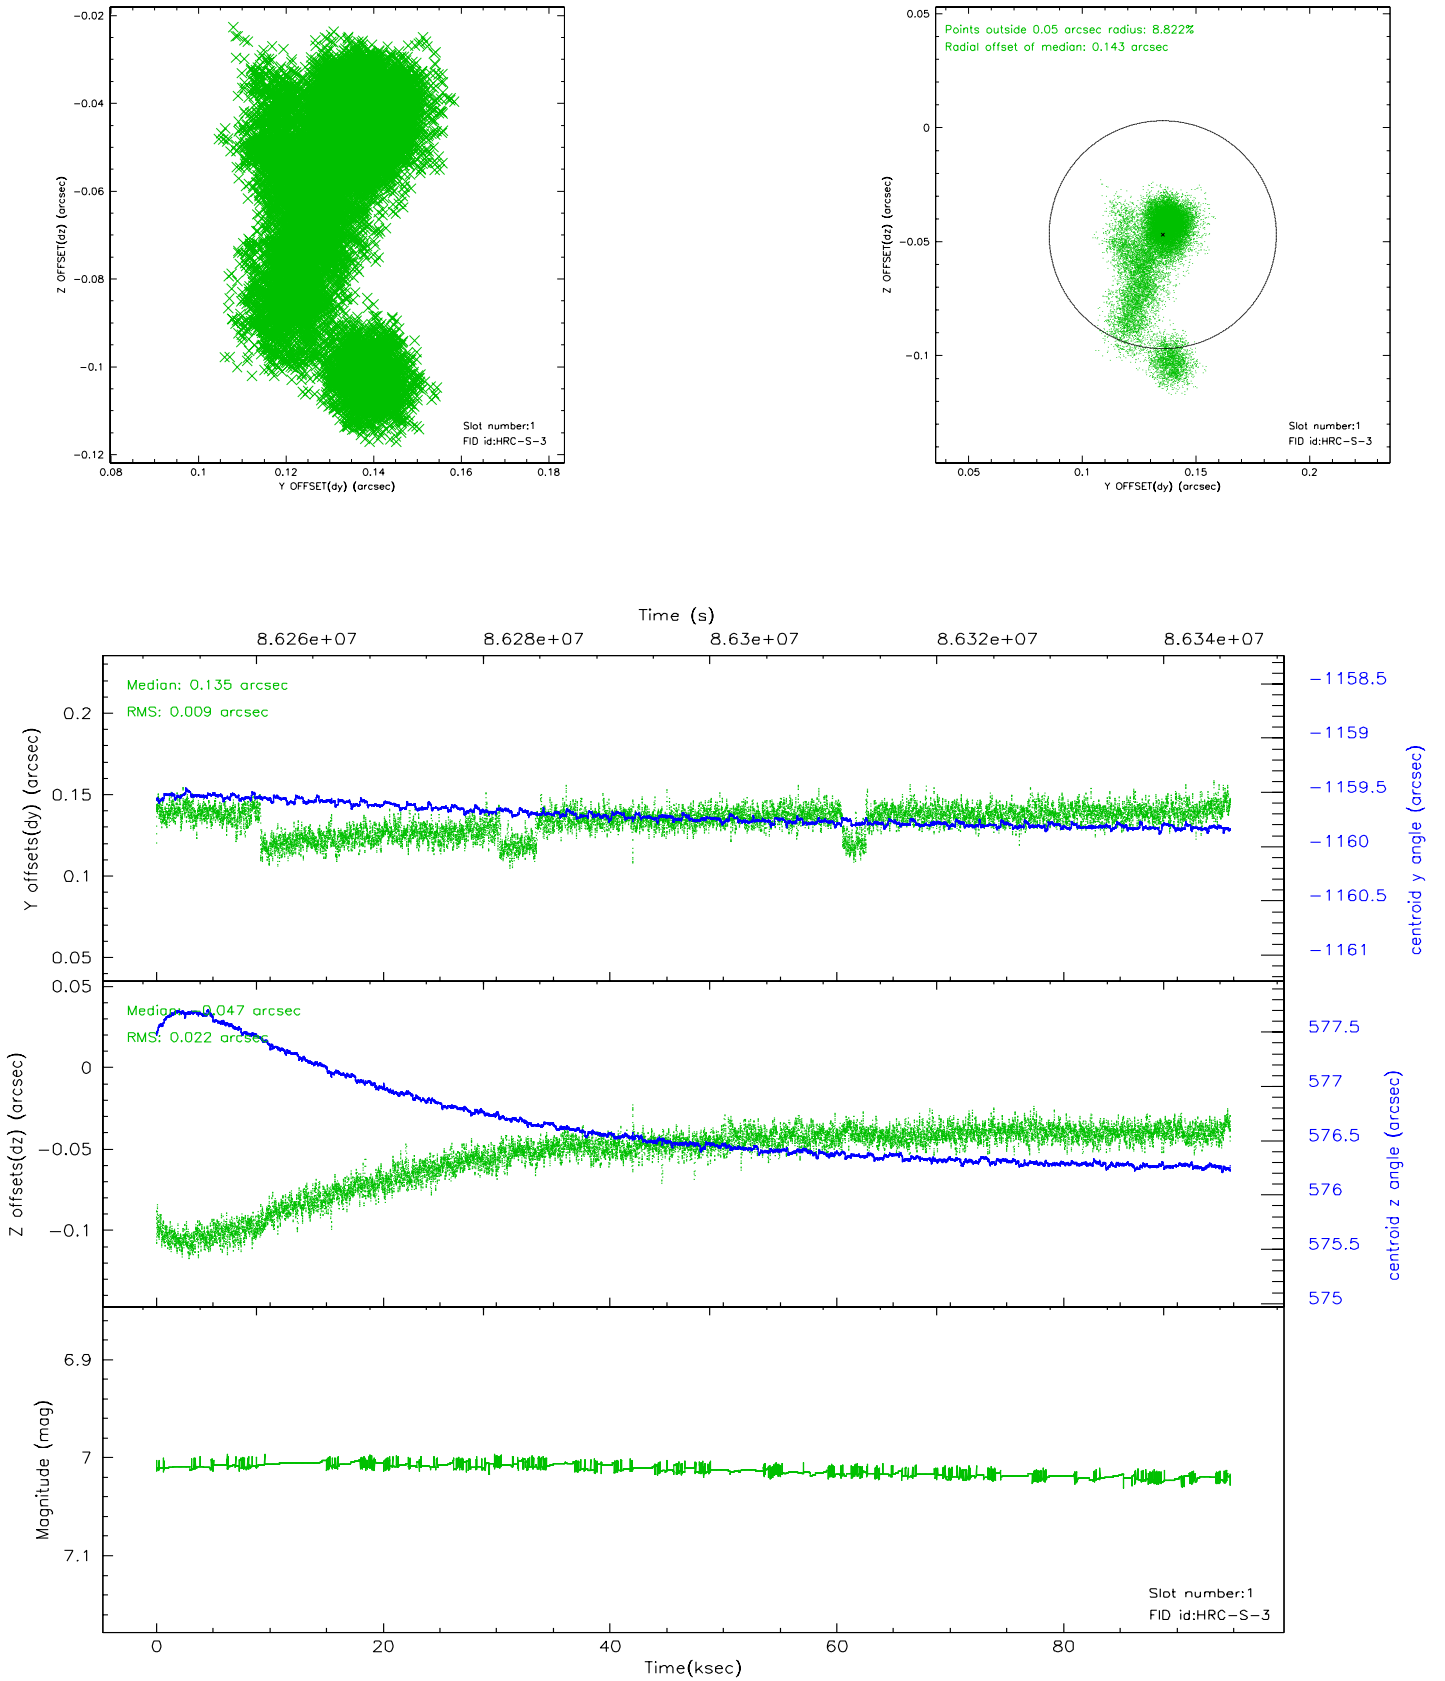 -0.02
-0.04
-0.06
-0.08
-0.1
-0.12
Z OFFSET(dz) (arcsec)
0.08
0.1
0.12
0.14
0.16
0.18
Y OFFSET(dy) (arcsec)
Slot number:1
FID id:HRC-S-3
Points outside 0.05 arcsec radius: 8.822%
Radial offset of median: 0.143 arcsec
0.05
0
-0.05
-0.1
Z OFFSET(dz) (arcsec)
0.05
0.1
0.15
0.2
Y OFFSET(dy) (arcsec)
Slot number:1
FID id:HRC-S-3
Time (s)
8.626e+07
8.628e+07
8.63e+07
8.632e+07
8.634e+07
Median: 0.135 arcsec
RMS: 0.009 arcsec
0.2
0.15
0.1
0.05
Y offsets(dy) (arcsec)
-1158.5
-1159
-1159.5
-1160
-1160.5
-1161
centroid y angle (arcsec)
Median: -0.047 arcsec
RMS: 0.022 arcsec
0.05
0
-0.05
-0.1
Z offsets(dz) (arcsec)
577.5
577
576.5
576
575.5
575
centroid z angle (arcsec)
6.9
7
7.1
Magnitude (mag)
Slot number:1
FID id:HRC-S-3
0
20
40
60
80
Time(ksec)